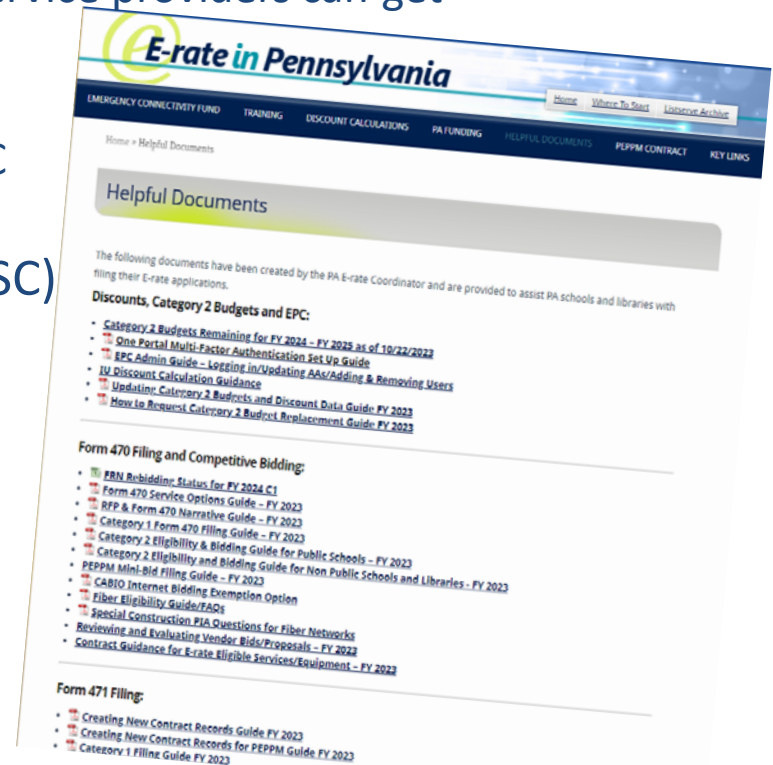 ervice providers can get
C
SC)
E-rate in Pennsylvania
Home Where To Start Listserve Archive
EMERGENCY CONNECTIVITY FUND TRAINING DISCOUNT CALCULATIONS PA FUNDING HELPFUL DOCUMENTS PEPPM CONTRACT KEY LINKS
Home » Helpful Documents
Helpful Documents
The following documents have been created by the PA E-rate Coordinator and are provided to assist PA schools and libraries with
filing their E-rate applications.
Discounts, Category 2 Budgets and EPC:
Category 2 Budgets Remaining for FY 2024 – FY 2025 as of 10/22/2023
One Portal Multi-Factor Authentication Set Up Guide
EPC Admin Guide – Logging in/Updating AAs/Adding & Removing Users
IU Discount Calculation Guidance
Updating Category 2 Budgets and Discount Data Guide FY 2023
How to Request Category 2 Budget Replacement Guide FY 2023
Form 470 Filing and Competitive Bidding:
FRN Rebidding Status for FY 2024 C1
Form 470 Service Options Guide – FY 2023
RFP & Form 470 Narrative Guide – FY 2023
Category 1 Form 470 Filing Guide – FY 2023
Category 2 Eligibility & Bidding Guide for Public Schools – FY 2023
Category 2 Eligibility and Bidding Guide for Non Public Schools and Libraries - FY 2023
PEPPM Mini-Bid Filing Guide – FY 2023
CABIO Internet Bidding Exemption Option
Fiber Eligibility Guide/FAQs
Special Construction PIA Questions for Fiber Networks
Reviewing and Evaluating Vendor Bids/Proposals – FY 2023
Contract Guidance for E-rate Eligible Services/Equipment – FY 2023
Form 471 Filing:
Creating New Contract Records Guide FY 2023
Creating New Contract Records for PEPPM Guide FY 2023
Category 1 Filing Guide FY 2023